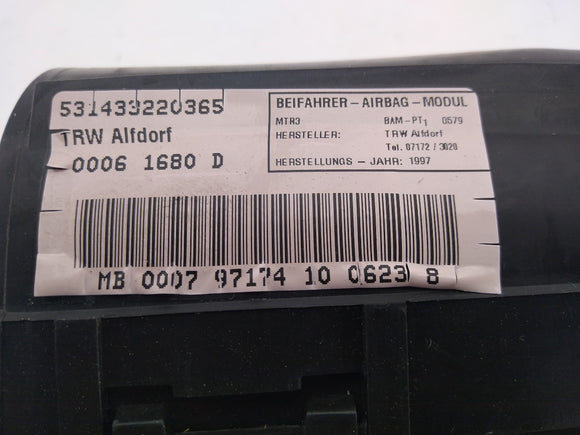 531433220365
TRW Alfdorf
0006 1680 D
BEIFAHRER-AIRBAG-MODUL
MTR3 BAM-PT1 0579
HERSTELLER: TRW Alfdorf
Tel. 07172 / 3020
HERSTELLUNGS - JAHR: 1997
MB 0007 97174 10 0623 8